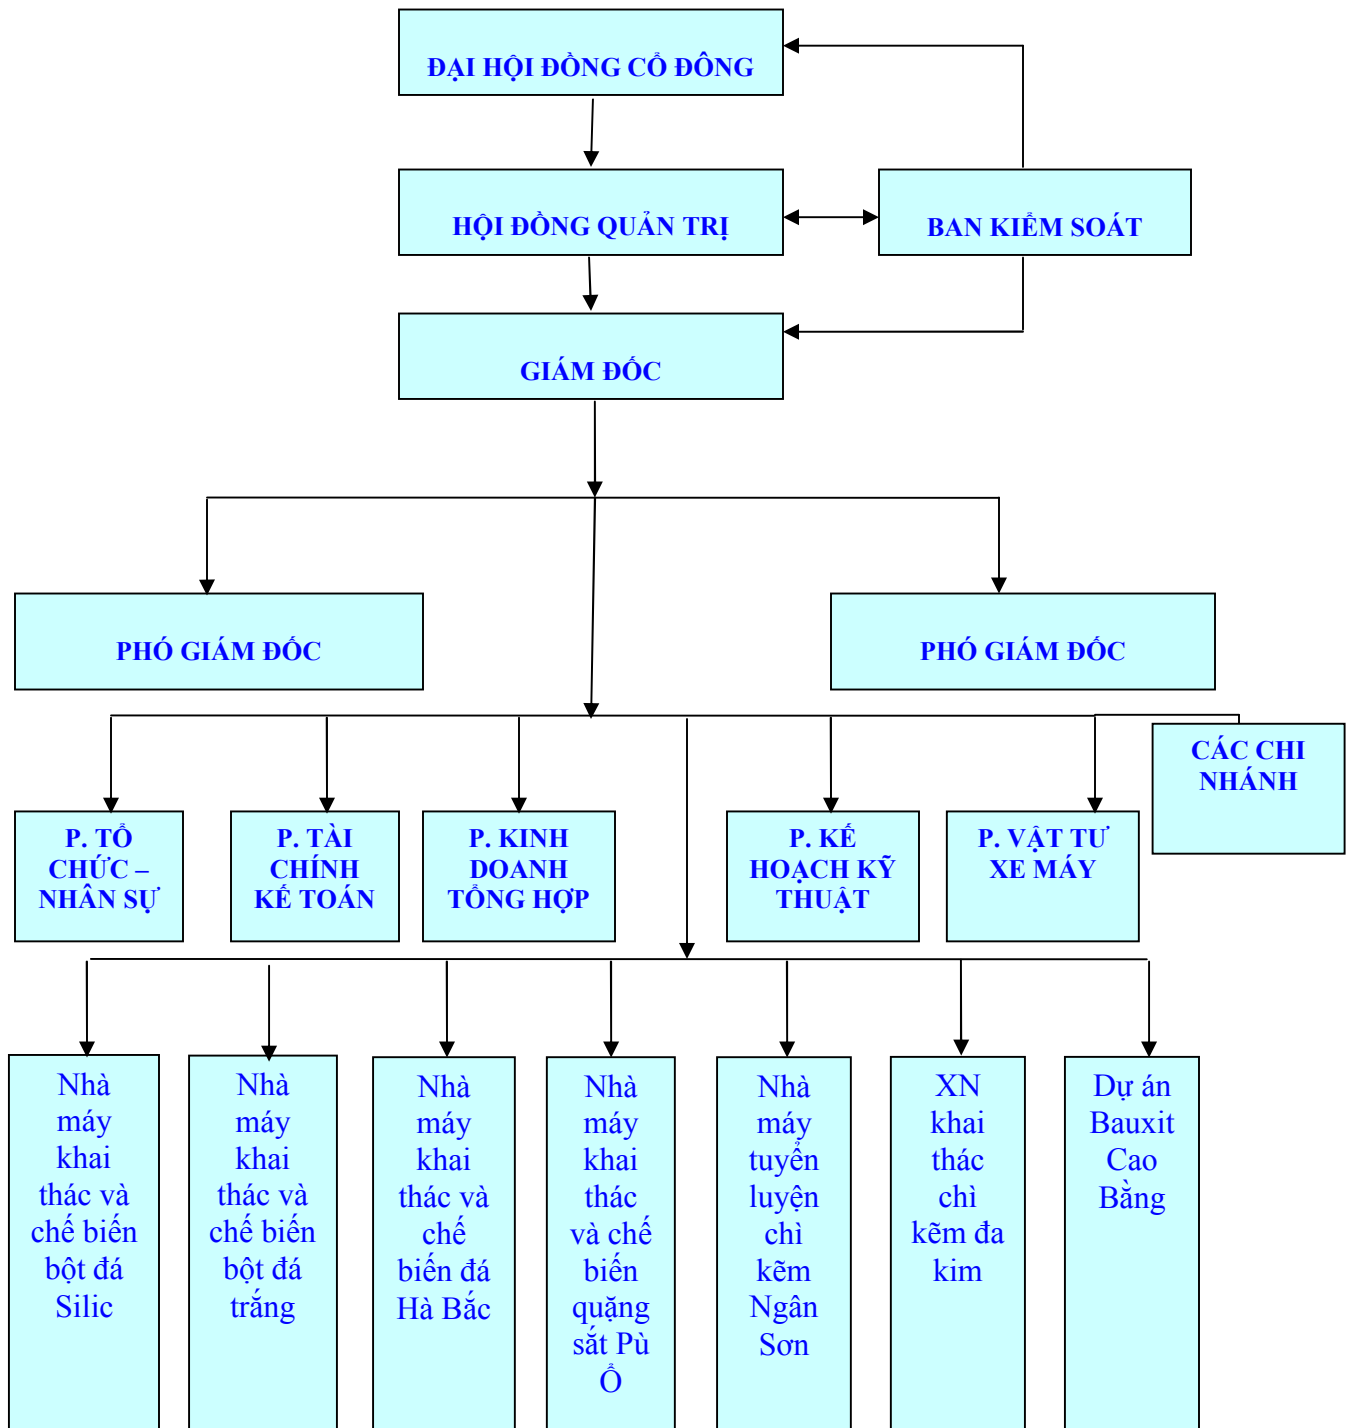 ĐẠI HỘI ĐỒNG CỔ ĐÔNG
HỘI ĐỒNG QUẢN TRỊ
BAN KIỂM SOÁT
GIÁM ĐỐC
PHÓ GIÁM ĐỐC
PHÓ GIÁM ĐỐC
CÁC CHI
NHÁNH
P. TỔ
CHỨC –
NHÂN SỰ
P. TÀI
CHÍNH
KẾ TOÁN
P. KINH
DOANH
TỔNG HỢP
P. KẾ
HOẠCH KỸ
THUẬT
P. VẬT TƯ
XE MÁY
Nhà
máy
khai
thác và
chế biến
bột đá
Silic
Nhà
máy
khai
thác và
chế biến
bột đá
trắng
Nhà
máy
khai
thác và
chế
biến đá
Hà Bắc
Nhà
máy
khai
thác
và chế
biến
quặng
sắt Pù
Ổ
Nhà
máy
tuyển
luyện
chì
kẽm
Ngân
Sơn
XN
khai
thác
chì
kẽm đa
kim
Dự án
Bauxit
Cao
Bằng